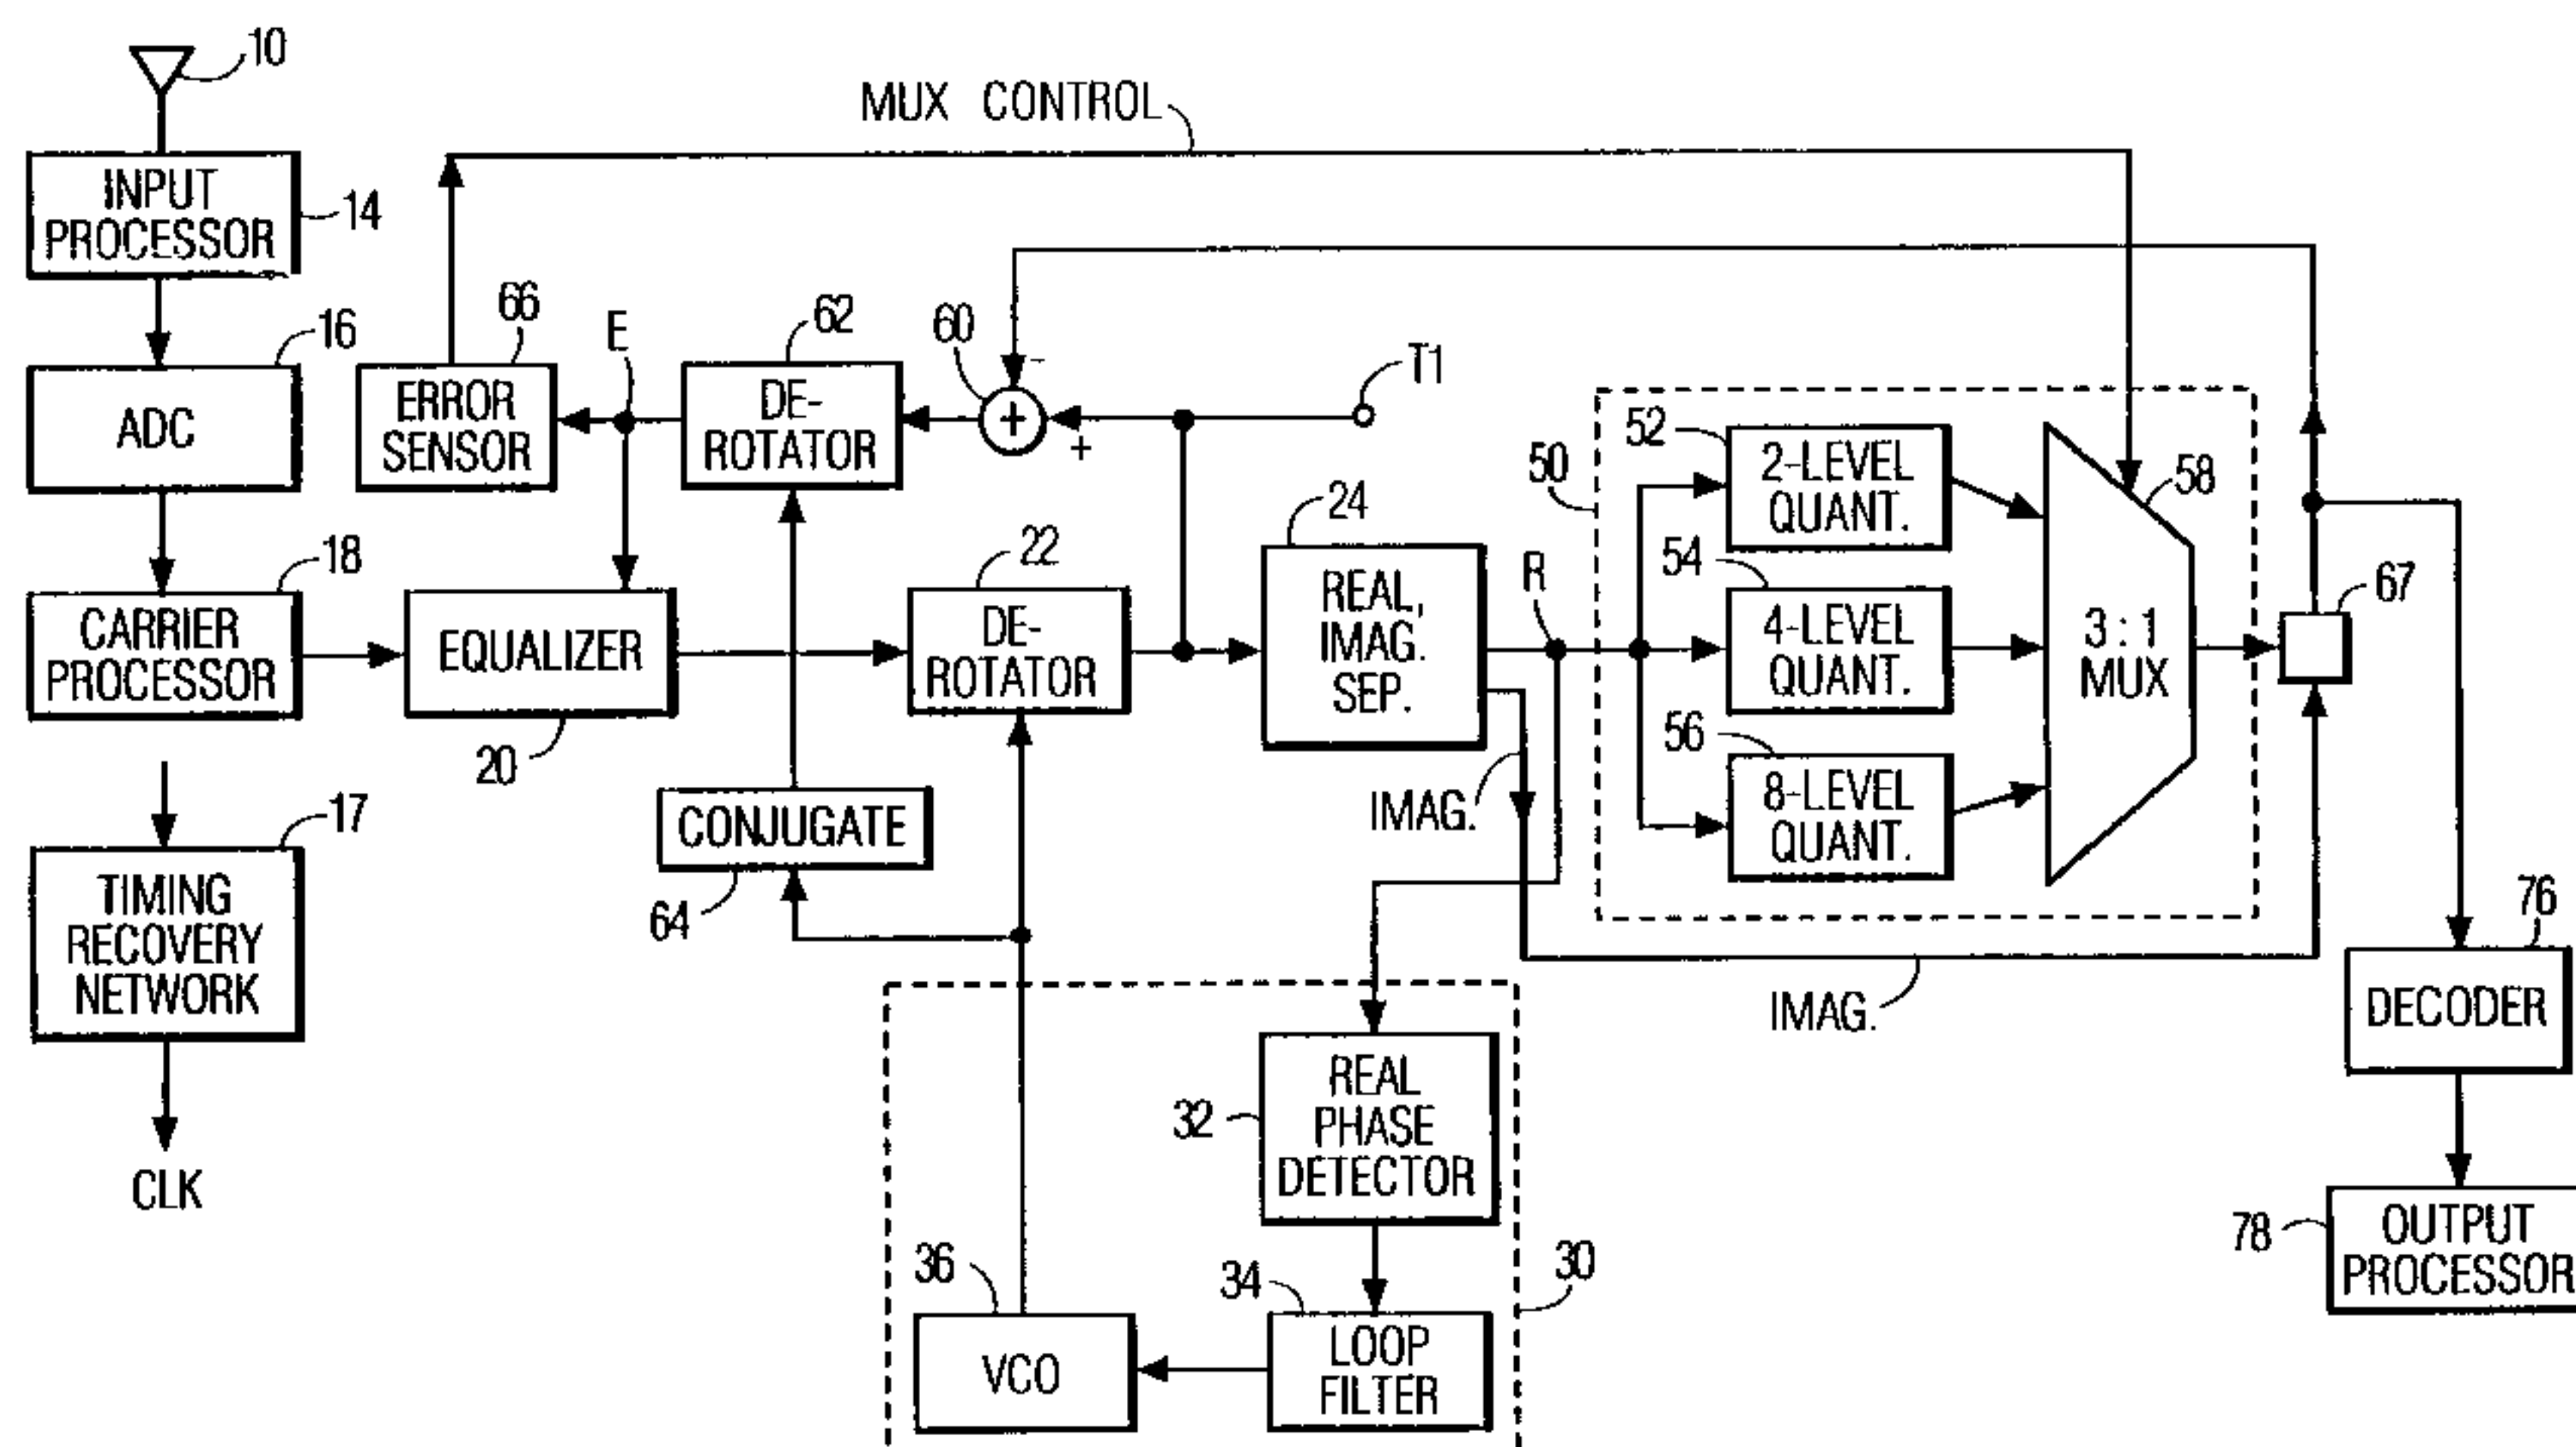 10
MUX CONTROL
INPUT
PROCESSOR
14
16
ADC
66
ERROR
SENSOR
E
62
DE-
ROTATOR
60
-
+
+
T1
18
CARRIER
PROCESSOR
EQUALIZER
20
22
DE-
ROTATOR
24
REAL,
IMAG.
SEP.
R
IMAG.
50
52
2-LEVEL
QUANT.
54
4-LEVEL
QUANT.
56
8-LEVEL
QUANT.
58
3:1
MUX
67
17
TIMING
RECOVERY
NETWORK
CLK
CONJUGATE
64
IMAG.
76
DECODER
32
REAL
PHASE
DETECTOR
30
36
VCO
34
LOOP
FILTER
78
OUTPUT
PROCESSOR